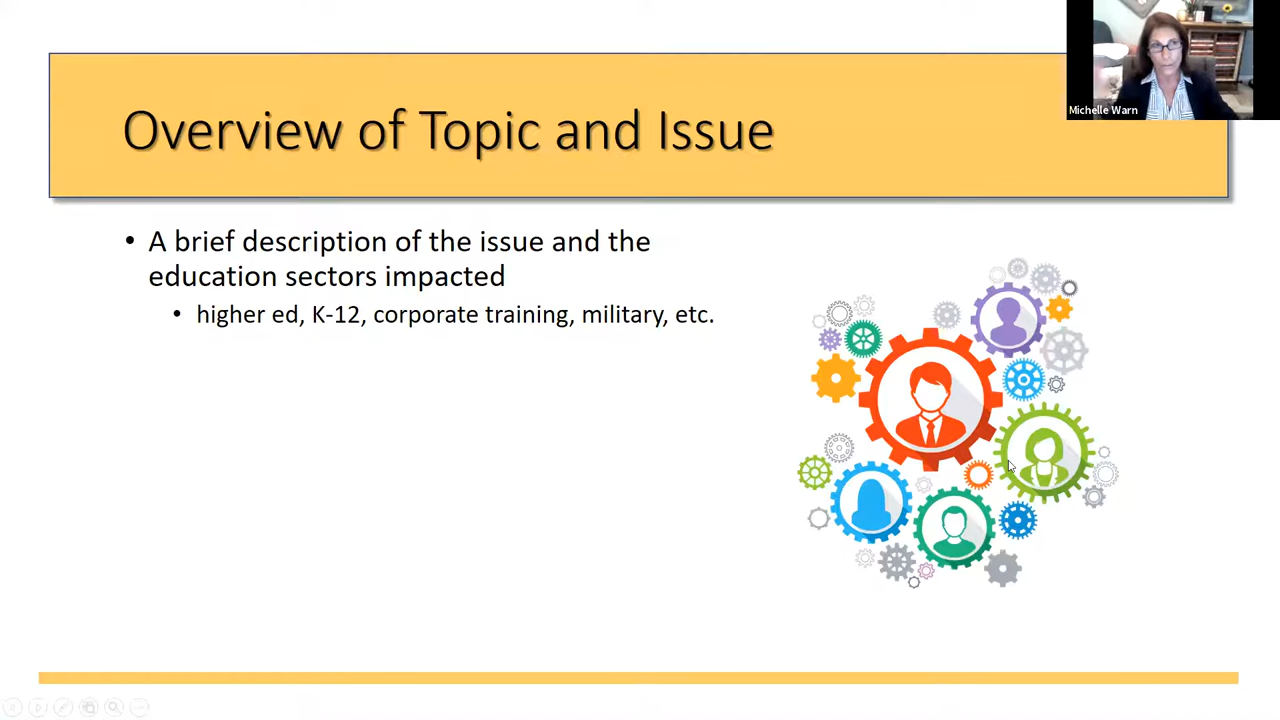 Overview of Topic and Issue
Michelle Warn
• A brief description of the issue and the
education sectors impacted
• higher ed, K-12, corporate training, military, etc.